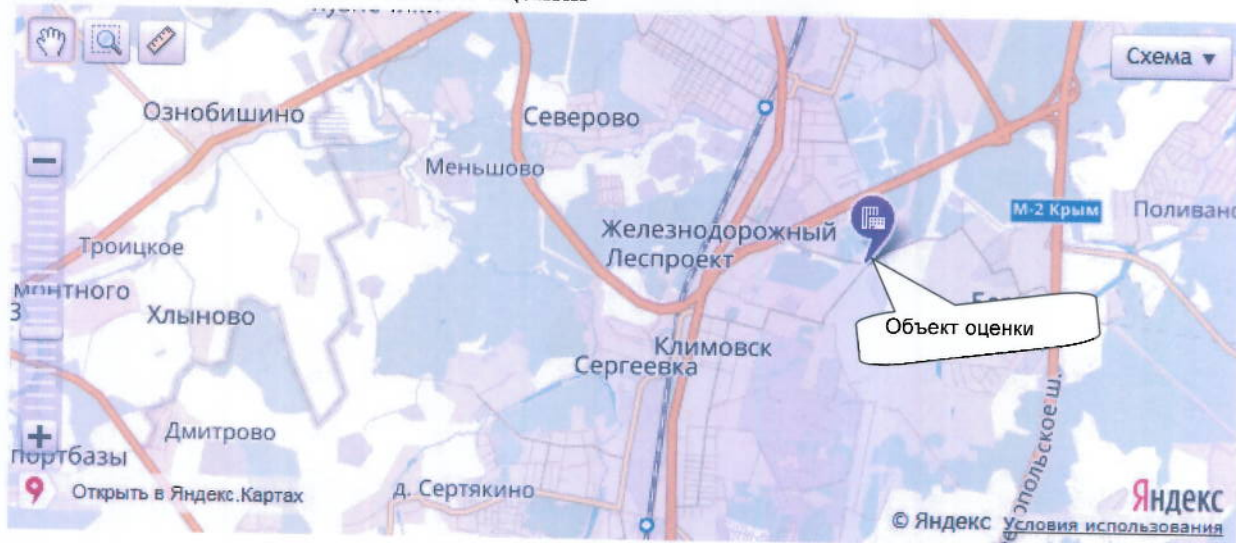 Схема
Ознобишино
Северово
Меньшово
М-2 Крым
Железнодорожный
Троицкое
Леспроект
Хлыново
Объект оценки
Климовск
Сергеевка
Дмитрово
Открыть в Яндекс.Картах
д. Сертякино
Яндекс
© Яндекс Условия использования